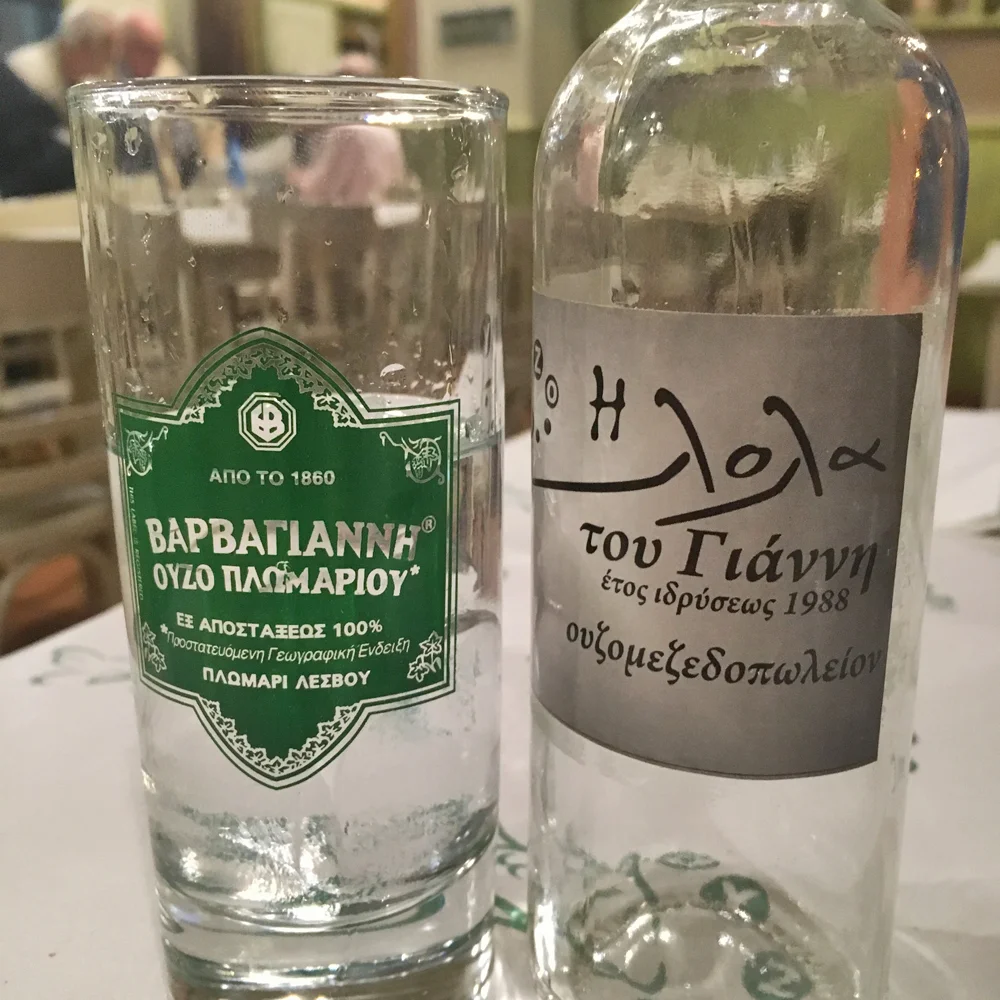 ΑΠΟ ΤΟ 1860
ΒΑΡΒΑΓΙΑΝΝΗ®
ΟΥΖΟ ΠΛΩΜΑΡΙΟΥ*
ΕΞ ΑΠΟΣΤΑΞΕΩΣ 100%
*Προστατευόμενη Γεωγραφική Ένδειξη
ΠΛΩΜΑΡΙ ΛΕΣΒΟΥ
Η λολα
του Γιάννη
έτος ιδρύσεως 1988
ουζομεζεδοπωλείον